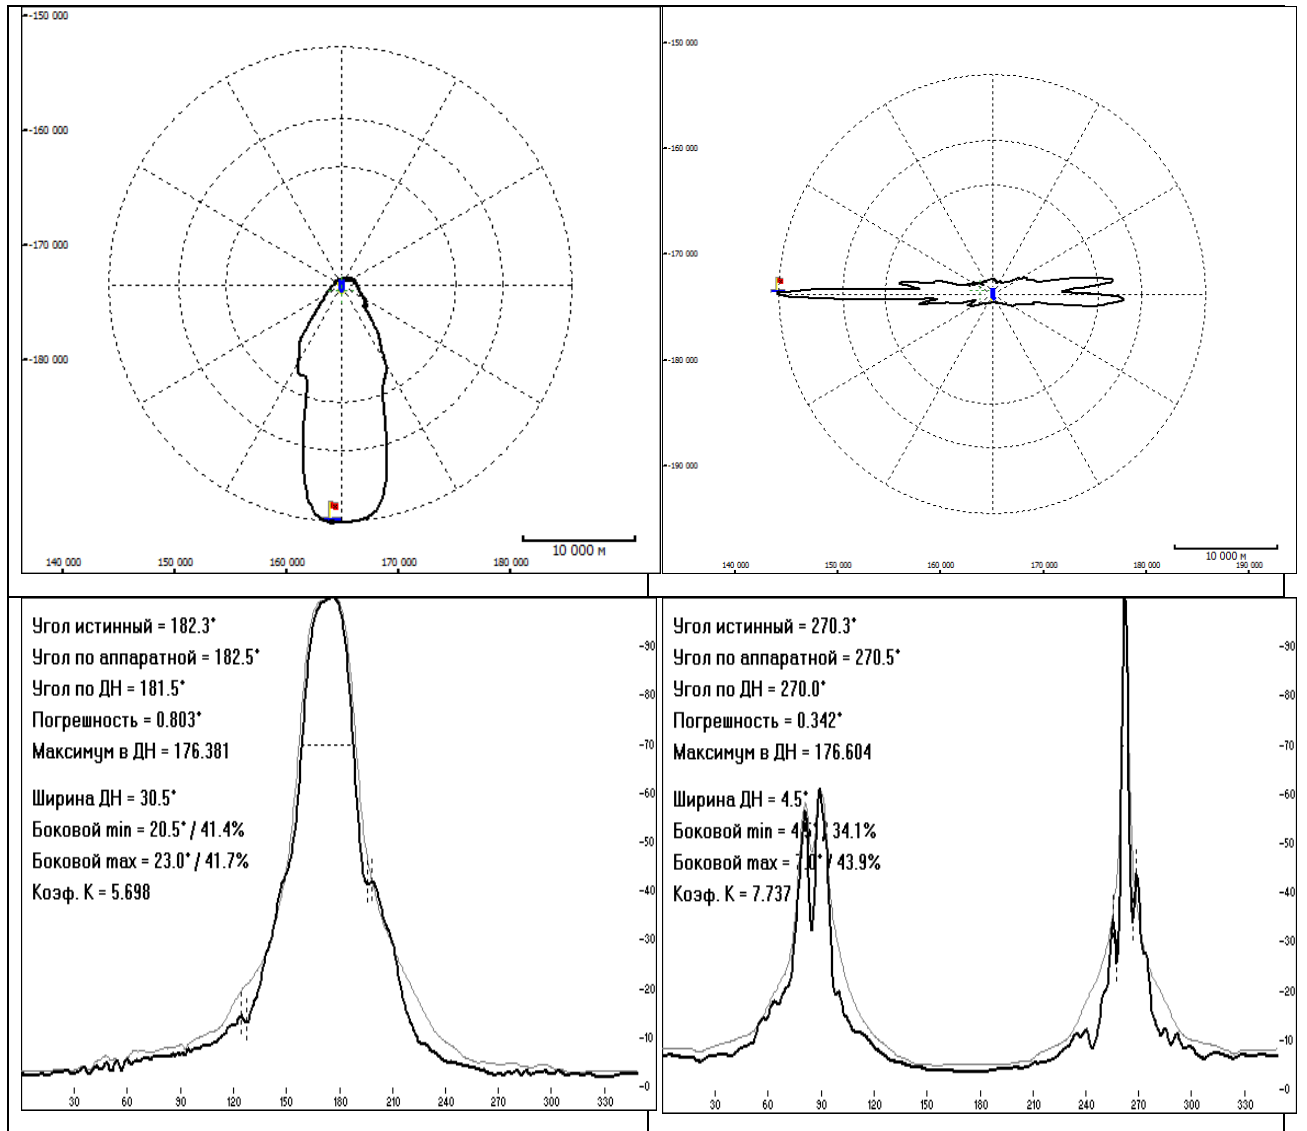 -150 000
-160 000
-170 000
-180 000
10 000 м
140 000 160 000 170 000 180 000
-150 000
-160 000
-170 000
-180 000
-190 000
10 000 м
140 000 150 000 160 000 170 000 180 000 190 000
Угол истинный = 182.3°
Угол по аппаратной = 182.5°
Угол по ДН = 181.5°
Погрешность = 0.803°
Максимум в ДН = 176.381
Ширина ДН = 30.5°
Боковой min = 20.5° / 41.4%
Боковой max = 23.0° / 41.7%
Коэф. К = 5.698
-90
-80
-70
-60
-50
-40
-30
-20
-10
-0
30 60 90 120 150 180 210 240 270 300 330
Угол истинный = 270.3°
Угол по аппаратной = 270.5°
Угол по ДН = 270.0°
Погрешность = 0.342°
Максимум в ДН = 176.604
Ширина ДН = 4.5°
Боковой min = / 34.1%
Боковой max = / 43.9%
Коэф. К = 7.737
-90
-80
-70
-60
-50
-40
-30
-20
-10
-0
30 60 90 120 150 180 210 240 270 300 330